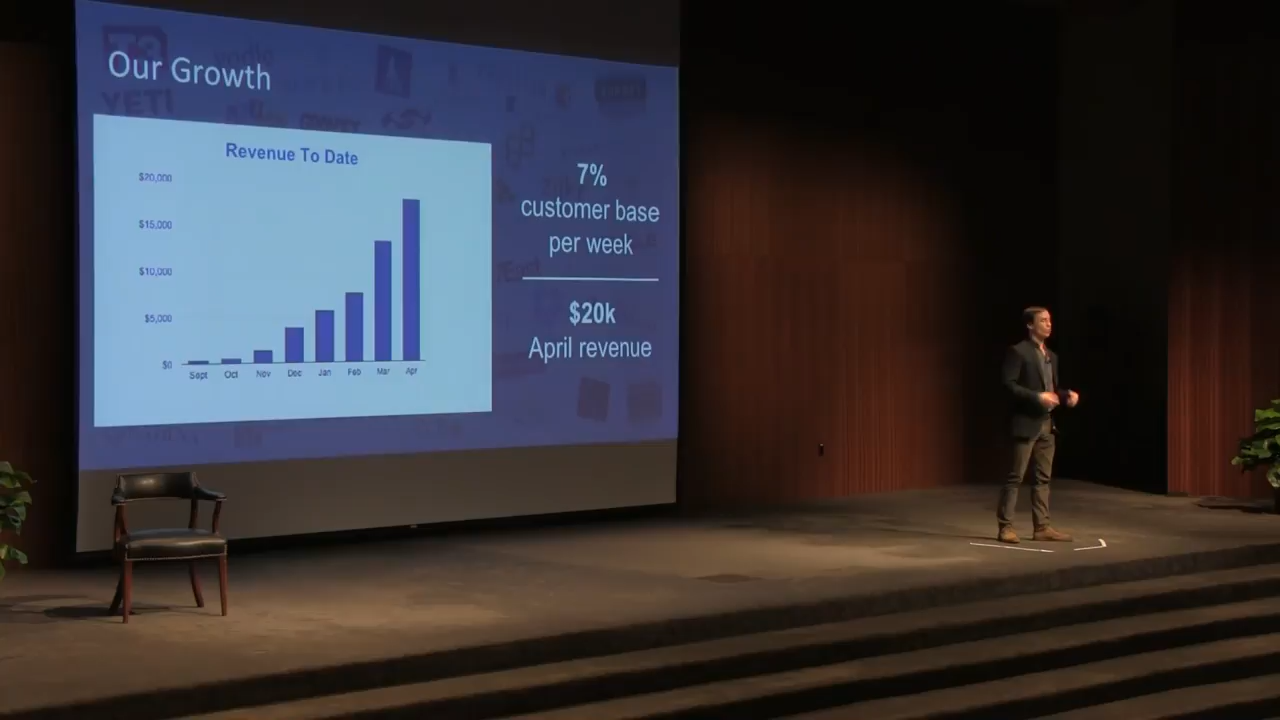 Our Growth
YETI
Revenue To Date
$20,000
$15,000
$10,000
$5,000
$0
Sept Oct Nov Dec Jan Feb Mar Apr
7%
customer base
per week
$20k
April revenue